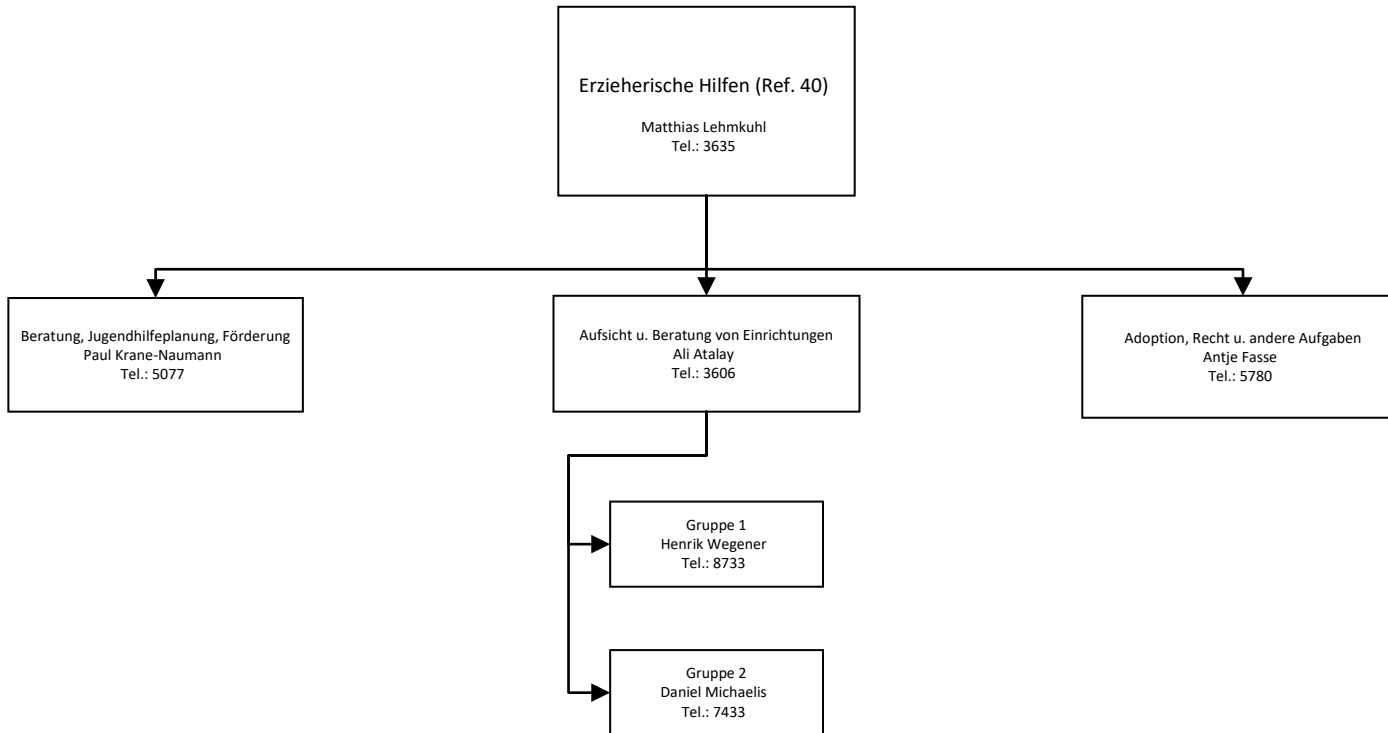 Erzieherische Hilfen (Ref. 40)
Matthias Lehmkuhl
Tel.: 3635
Beratung, Jugendhilfeplanung, Förderung
Paul Krane-Naumann
Tel.: 5077
Aufsicht u. Beratung von Einrichtungen
Ali Atalay
Tel.: 3606
Adoption, Recht u. andere Aufgaben
Antje Fasse
Tel.: 5780
Gruppe 1
Henrik Wegener
Tel.: 8733
Gruppe 2
Daniel Michaelis
Tel.: 7433